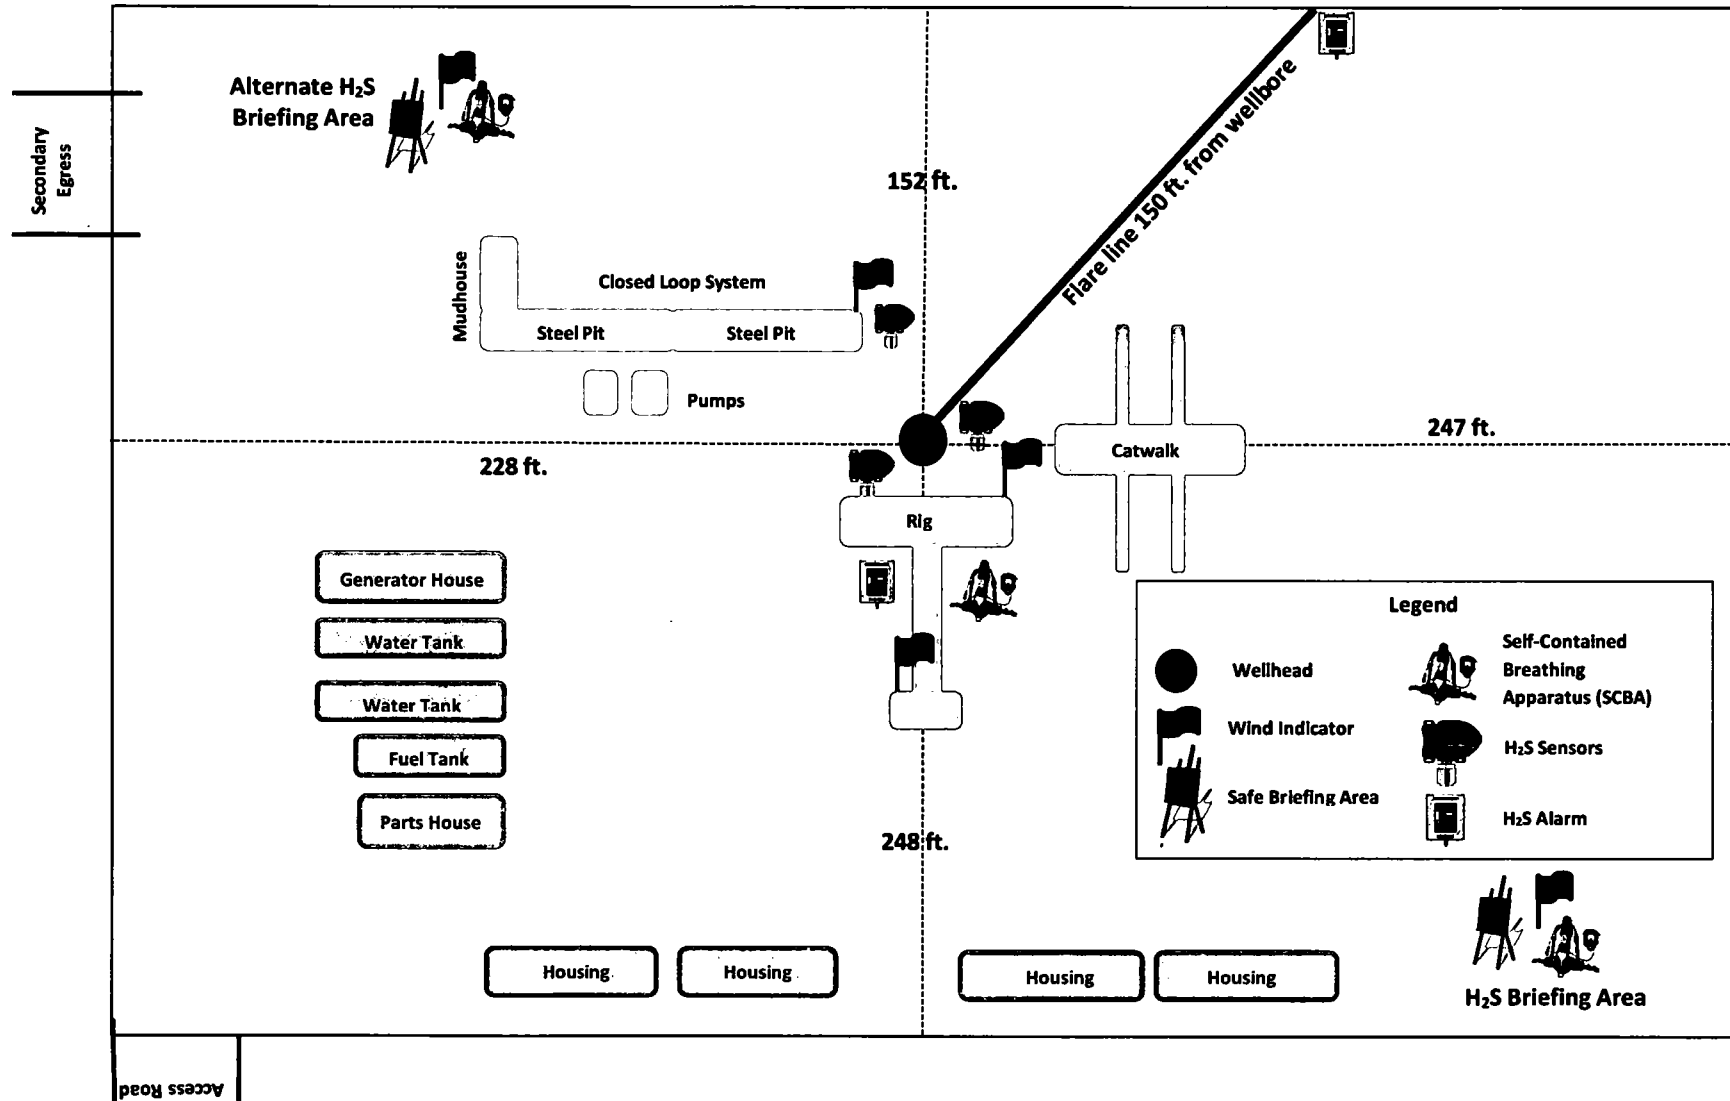 Alternate H₂S
Briefing Area
Secondary
Egress
152 ft.
Flare line 150 ft. from wellbore
Mudhouse
Closed Loop System
Steel Pit
Steel Pit
Pumps
228 ft.
247 ft.
Catwalk
Rig
Generator House
Water Tank
Water Tank
Fuel Tank
Parts House
248 ft.
Legend
Wellhead
Wind Indicator
Safe Briefing Area
Self-Contained
Breathing
Apparatus (SCBA)
H₂S Sensors
H₂S Alarm
Housing
Housing
Housing
Housing
H₂S Briefing Area
Access Road